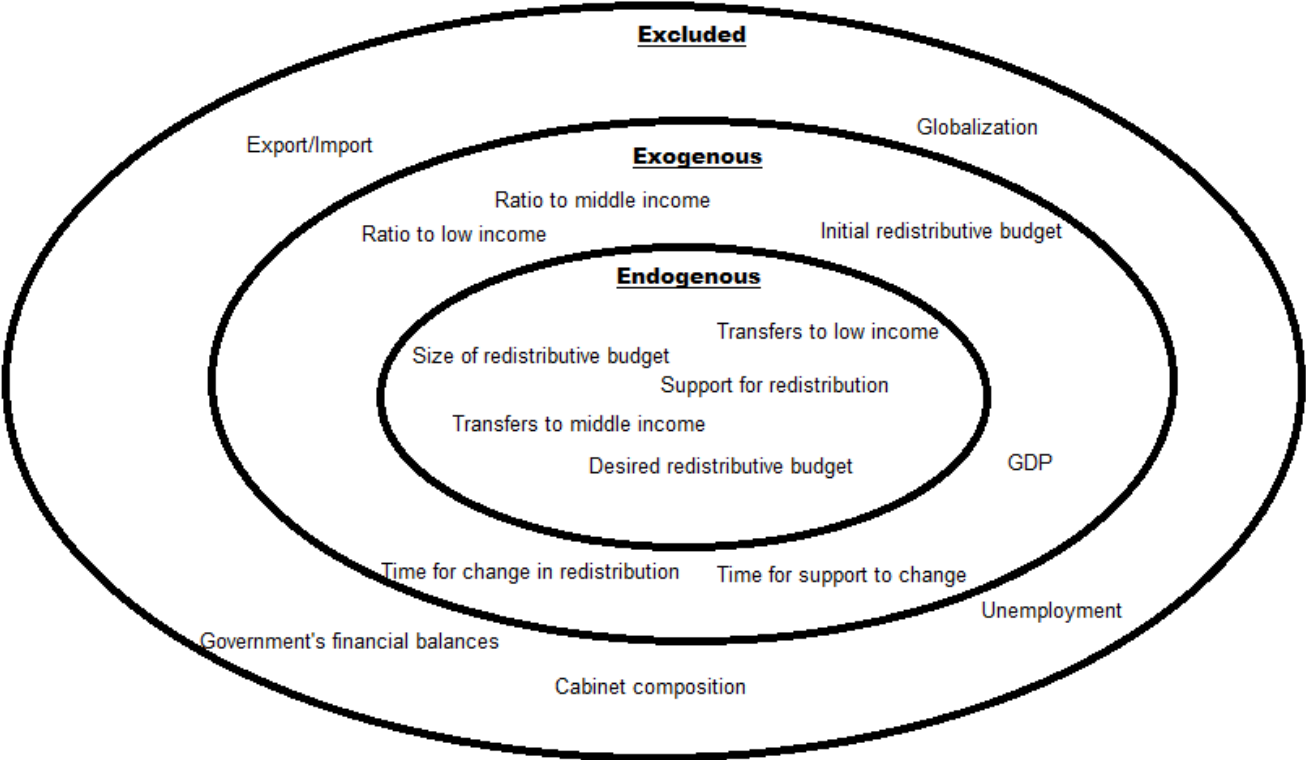 Excluded
Globalization
Export/Import
Exogenous
Ratio to middle income
Initial redistributive budget
Ratio to low income
Endogenous
Transfers to low income
Size of redistributive budget
Support for redistribution
Transfers to middle income
GDP
Desired redistributive budget
Time for change in redistribution
Time for support to change
Unemployment
Government's financial balances
Cabinet composition